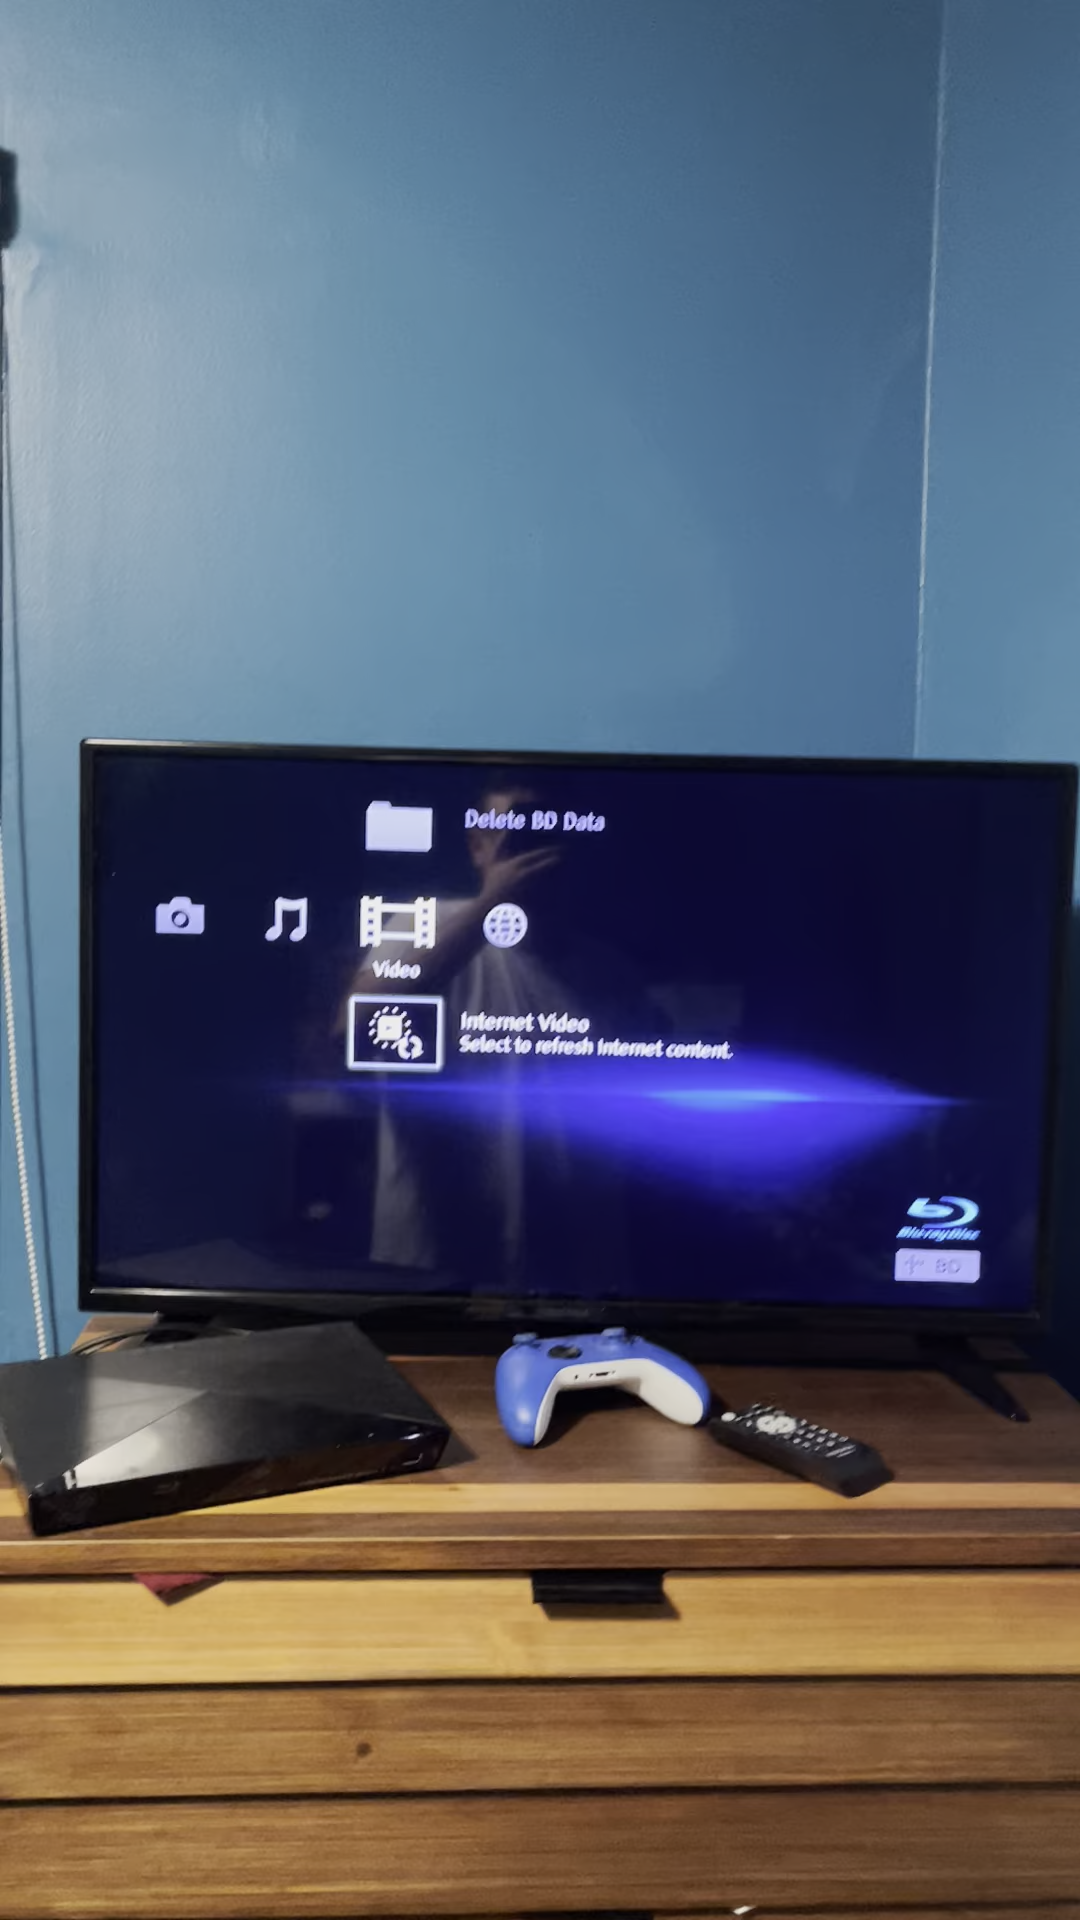 Delete BD Data
Video
Internet Video
Select to refresh Internet content.
Blu-ray Disc
BD